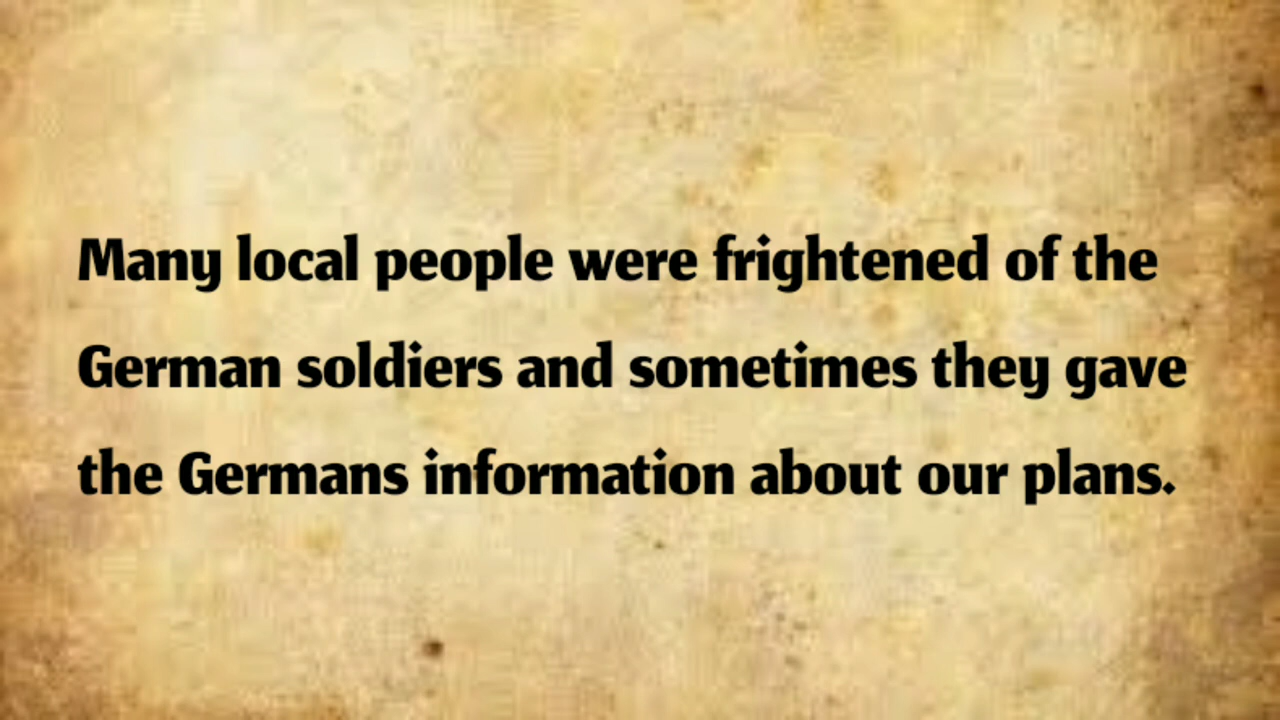 Many local people were frightened of the
German soldiers and sometimes they gave
the Germans information about our plans.